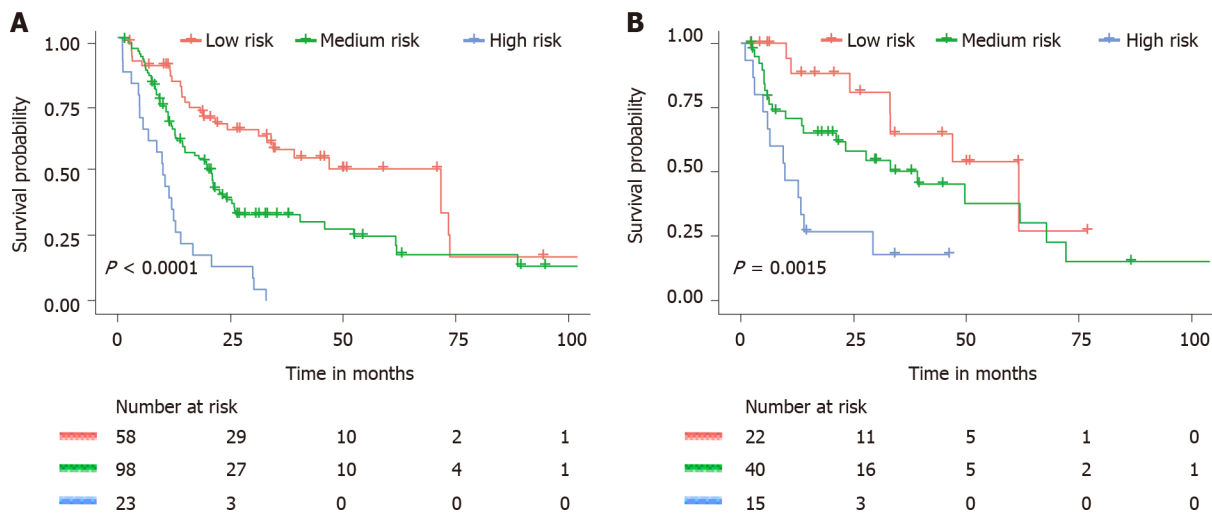 A
Low risk
Medium risk
High risk
Survival probability
1.00
0.75
0.50
0.25
0.00
P < 0.0001
0 25 50 75 100
Time in months
Number at risk
58 29 10 2 1
98 27 10 4 1
23 3 0 0 0
B
Low risk
Medium risk
High risk
Survival probability
1.00
0.75
0.50
0.25
0.00
P = 0.0015
0 25 50 75 100
Time in months
Number at risk
22 11 5 1 0
40 16 5 2 1
15 3 0 0 0